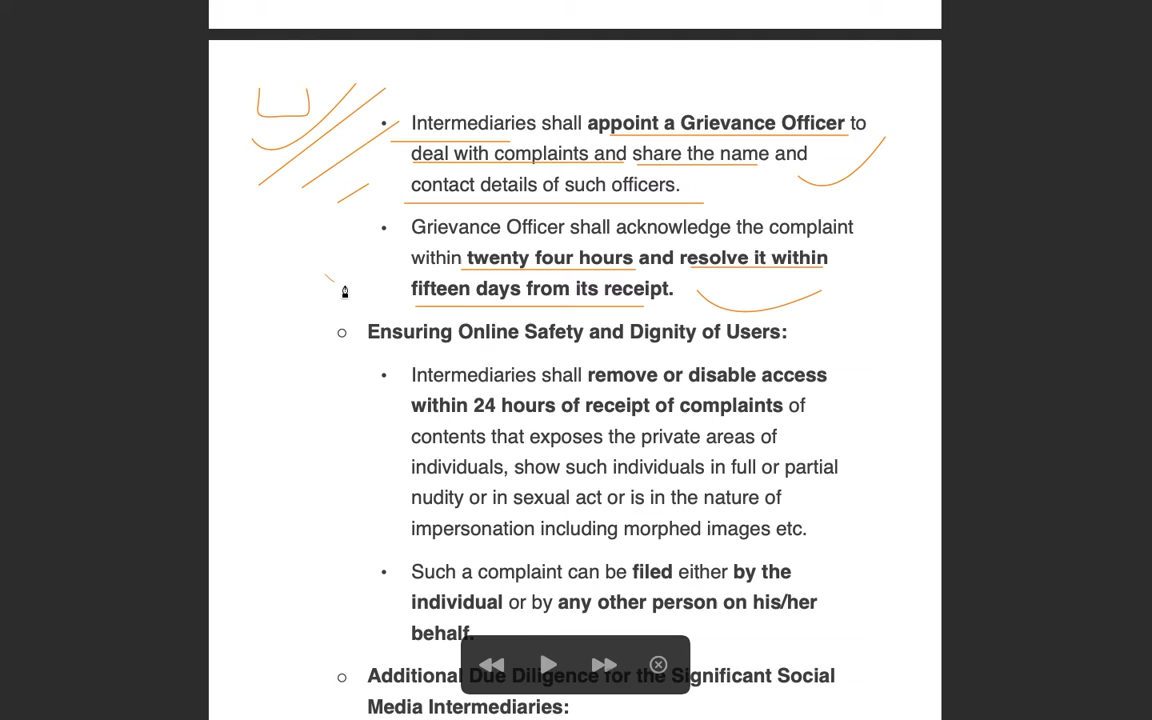 • Intermediaries shall appoint a Grievance Officer to
deal with complaints and share the name and
contact details of such officers.
• Grievance Officer shall acknowledge the complaint
within twenty four hours and resolve it within
fifteen days from its receipt.
○ Ensuring Online Safety and Dignity of Users:
• Intermediaries shall remove or disable access
within 24 hours of receipt of complaints of
contents that exposes the private areas of
individuals, show such individuals in full or partial
nudity or in sexual act or is in the nature of
impersonation including morphed images etc.
• Such a complaint can be filed either by the
individual or by any other person on his/her
behalf.
○ Additional Due Diligence for the Significant Social
Media Intermediaries: